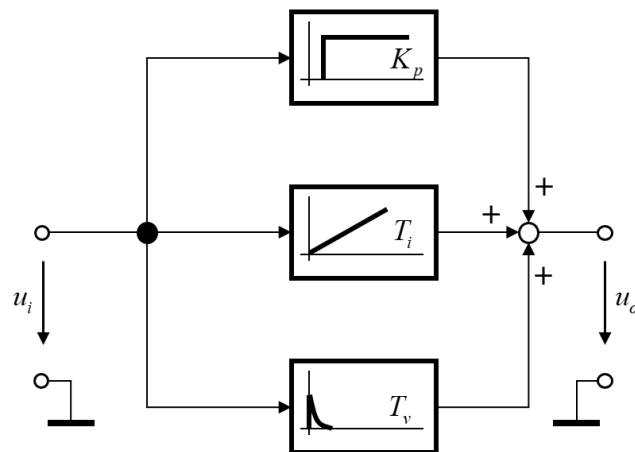 K_p
+
+
T_i
+
u_i
u_o
T_v